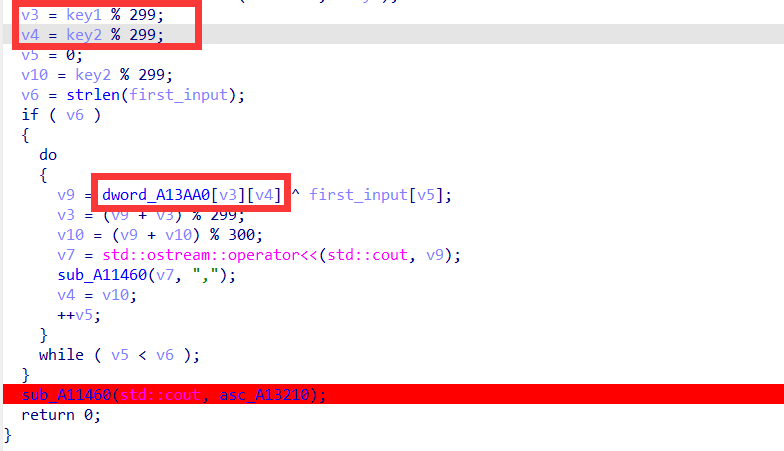 v3 = key1 % 299;
v4 = key2 % 299;
v5 = 0;
v10 = key2 % 299;
v6 = strlen(first_input);
if ( v6 )
{
do
{
v9 = dword_A13AA0[v3][v4] ^ first_input[v5];
v3 = (v9 + v3) % 299;
v10 = (v9 + v10) % 300;
v7 = std::ostream::operator<<(std::cout, v9);
sub_A11460(v7, ",");
v4 = v10;
++v5;
}
while ( v5 < v6 );
}
sub_A11460(std::cout, asc_A13210);
return 0;
}